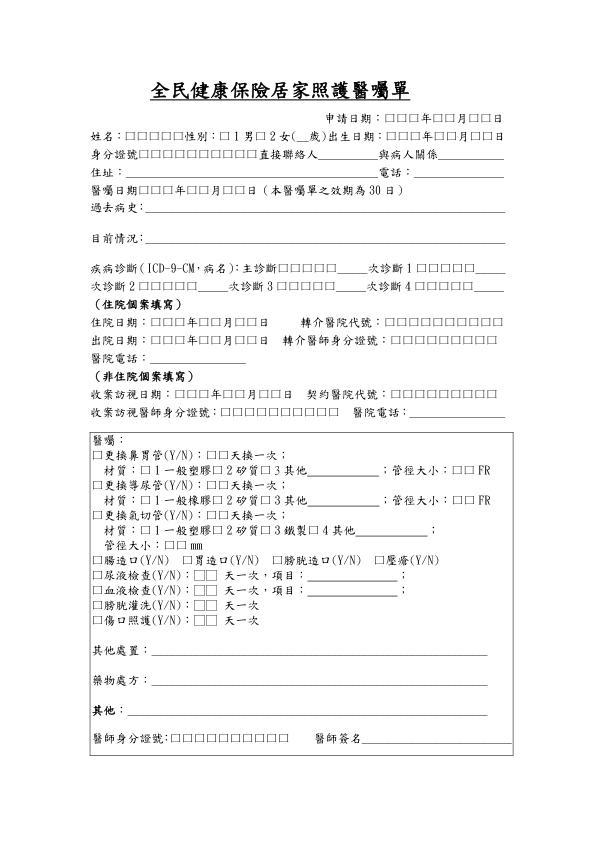 全民健康保險居家照護醫囑單
申請日期：□□□年□□月□□日
姓名：□□□□□性別：□1男□2女(__歲)出生日期：□□□年□□月□□日
身分證號□□□□□□□□□□直接聯絡人__________與病人關係___________
住址：__________________________________________電話：_______________
醫囑日期□□□年□□月□□日（本醫囑單之效期為30日）
過去病史：____________________________________________________________
目前情況：____________________________________________________________
疾病診斷(ICD-9-CM，病名)：主診斷□□□□□_____次診斷1□□□□□_____
次診斷2□□□□□_____次診斷3□□□□□_____次診斷4□□□□□_____
（住院個案填寫）
住院日期：□□□年□□月□□日　　轉介醫院代號：□□□□□□□□□□
出院日期：□□□年□□月□□日　轉介醫師身分證號：□□□□□□□□□
醫院電話：________________
（非住院個案填寫）
收案訪視日期：□□□年□□月□□日　契約醫院代號：□□□□□□□□□
收案訪視醫師身分證號：□□□□□□□□□□　醫院電話：________________
醫囑：
□更換鼻胃管(Y/N)：□□天換一次；
材質：□1一般塑膠□2矽質□3其他____________；管徑大小：□□FR
□更換導尿管(Y/N)：□□天換一次；
材質：□1一般橡膠□2矽質□3其他____________；管徑大小：□□FR
□更換氣切管(Y/N)：□□天換一次；
材質：□1一般塑膠□2矽質□3鐵製□4其他____________；
管徑大小：□□mm
□腸造口(Y/N)　□胃造口(Y/N)　□膀胱造口(Y/N)　□壓瘡(Y/N)
□尿液檢查(Y/N)：□□ 天一次，項目：_______________；
□血液檢查(Y/N)：□□ 天一次，項目：_______________；
□膀胱灌洗(Y/N)：□□ 天一次
□傷口照護(Y/N)：□□ 天一次
其他處置：________________________________________________________
藥物處方：________________________________________________________
其他：____________________________________________________________
醫師身分證號：□□□□□□□□□□　　醫師簽名_________________________